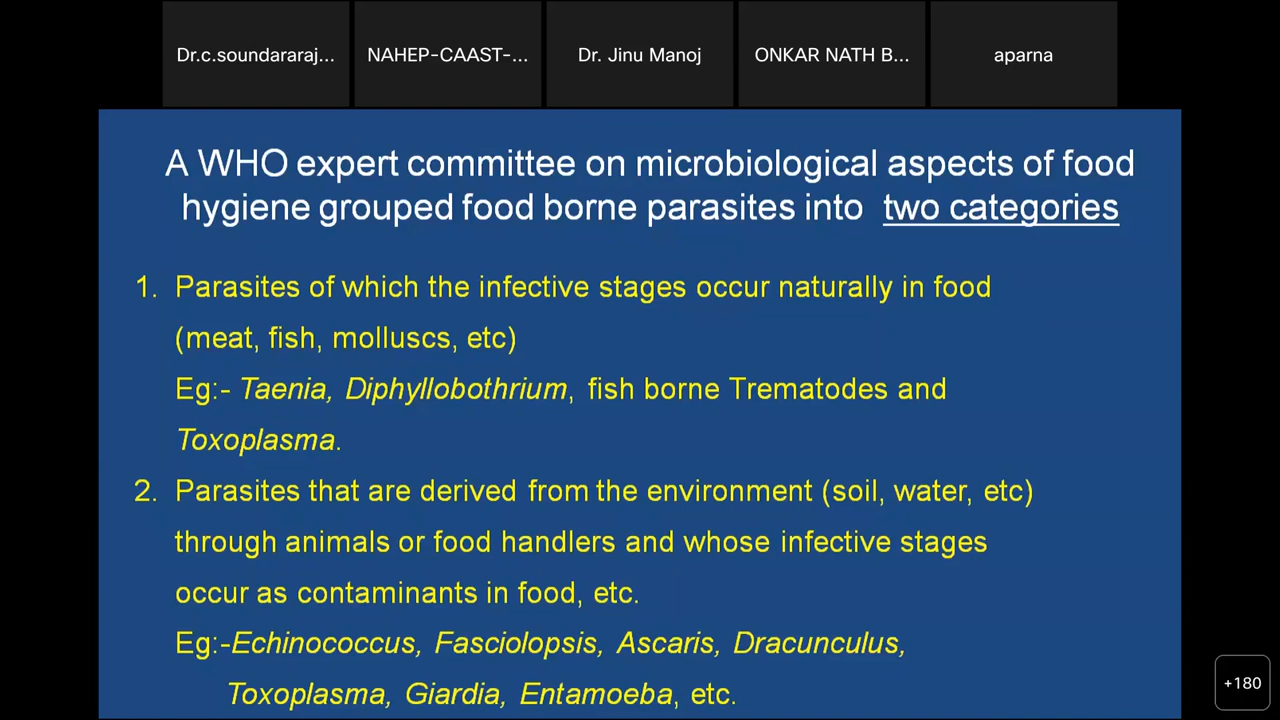 Dr.c.soundararaj...
NAHEP-CAAST-...
Dr. Jinu Manoj
ONKAR NATH B...
aparna
A WHO expert committee on microbiological aspects of food
hygiene grouped food borne parasites into two categories
1. Parasites of which the infective stages occur naturally in food
(meat, fish, molluscs, etc)
Eg:- Taenia, Diphyllobothrium, fish borne Trematodes and
Toxoplasma.
2. Parasites that are derived from the environment (soil, water, etc)
through animals or food handlers and whose infective stages
occur as contaminants in food, etc.
Eg:-Echinococcus, Fasciolopsis, Ascaris, Dracunculus,
Toxoplasma, Giardia, Entamoeba, etc.
+180